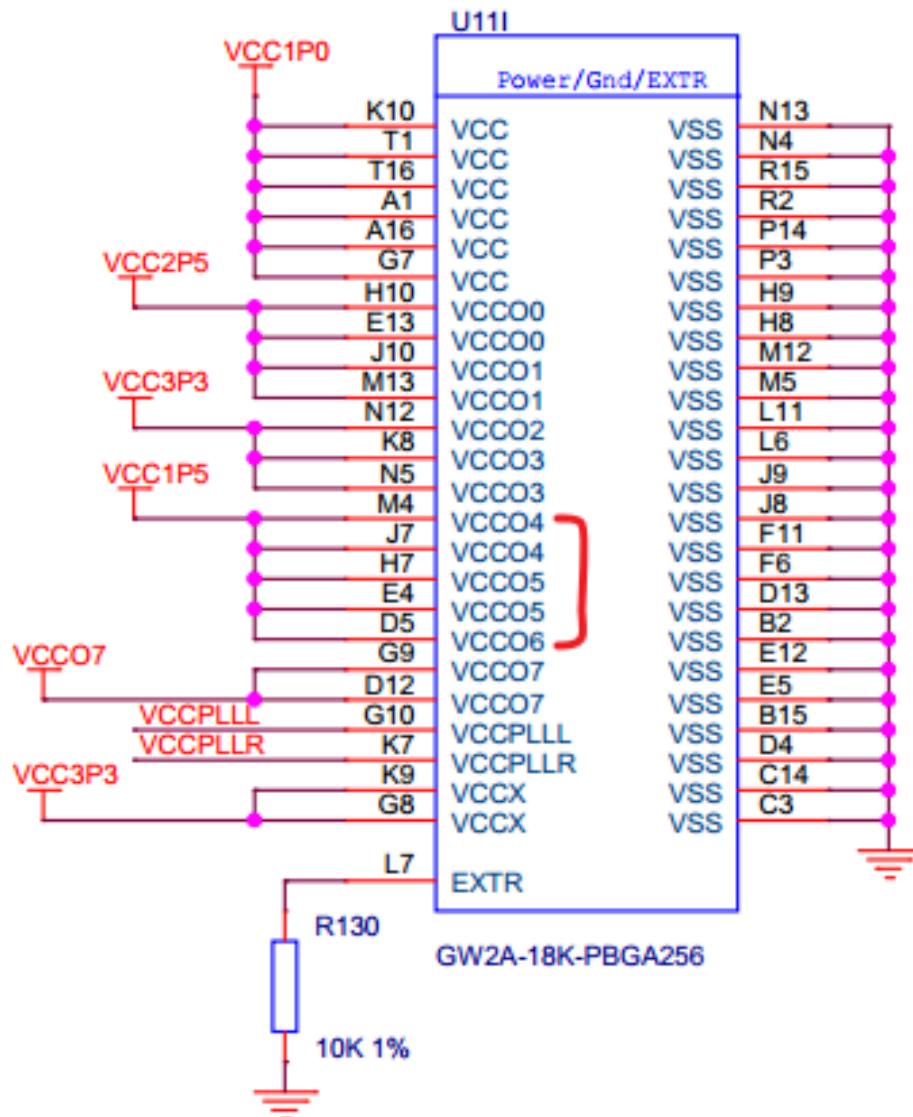 U11I
VCC1P0
Power/Gnd/EXTR
K10 VCC VSS N13
T1 VCC VSS N4
T16 VCC VSS R15
A1 VCC VSS R2
A16 VCC VSS P14
G7 VCC VSS P3
VCC2P5
H10 VCCO0 VSS H9
E13 VCCO0 VSS H8
J10 VCCO1 VSS M12
M13 VCCO1 VSS M5
VCC3P3
N12 VCCO2 VSS L11
K8 VCCO3 VSS L6
N5 VCCO3 VSS J9
VCC1P5
M4 VCCO4 VSS J8
J7 VCCO4 VSS F11
H7 VCCO5 VSS F6
E4 VCCO5 VSS D13
D5 VCCO6 VSS B2
VCCO7
G9 VCCO7 VSS E12
D12 VCCO7 VSS E5
VCCPLLL G10 VCCPLLL VSS B15
VCCPLLR K7 VCCPLLR VSS D4
VCC3P3
K9 VCCX VSS C14
G8 VCCX VSS C3
L7 EXTR
R130
GW2A-18K-PBGA256
10K 1%